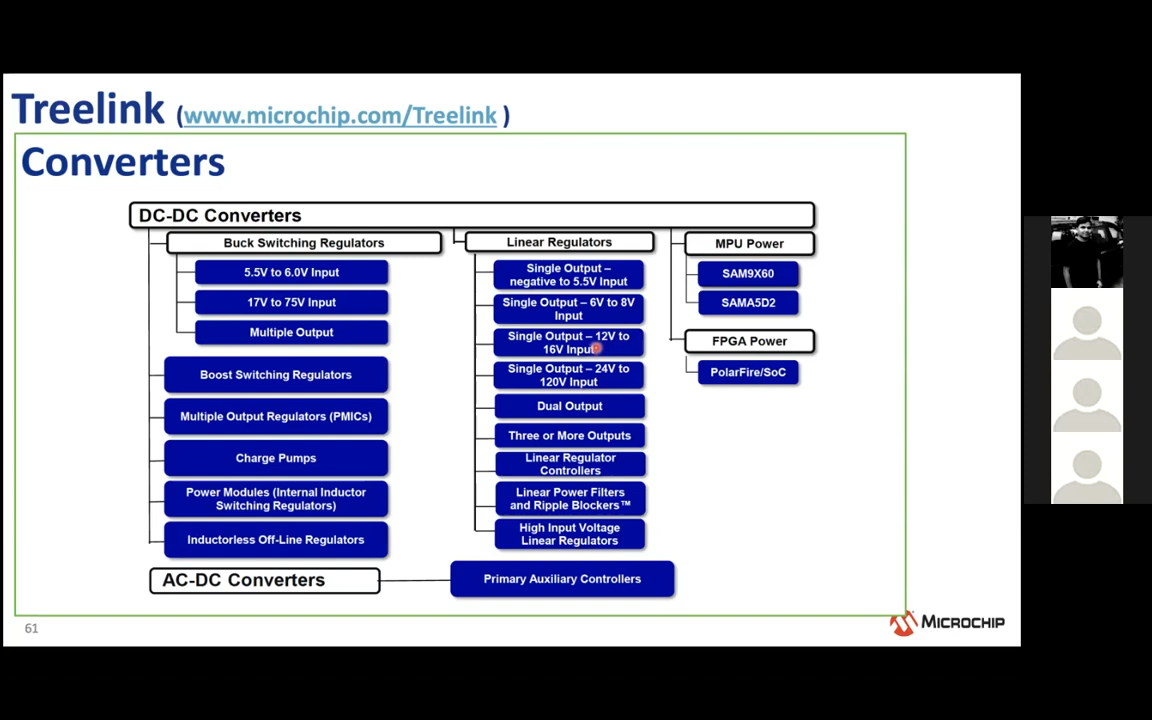 Treelink (www.microchip.com/Treelink )
Converters
DC-DC Converters
Buck Switching Regulators
5.5V to 6.0V Input
17V to 75V Input
Multiple Output
Boost Switching Regulators
Multiple Output Regulators (PMICs)
Charge Pumps
Power Modules (Internal Inductor
Switching Regulators)
Inductorless Off-Line Regulators
Linear Regulators
Single Output –
negative to 5.5V Input
Single Output – 6V to 8V
Input
Single Output – 12V to
16V Input
Single Output – 24V to
120V Input
Dual Output
Three or More Outputs
Linear Regulator
Controllers
Linear Power Filters
and Ripple Blockers™
High Input Voltage
Linear Regulators
MPU Power
SAM9X60
SAMA5D2
FPGA Power
PolarFire/SoC
AC-DC Converters
Primary Auxiliary Controllers
61
MICROCHIP